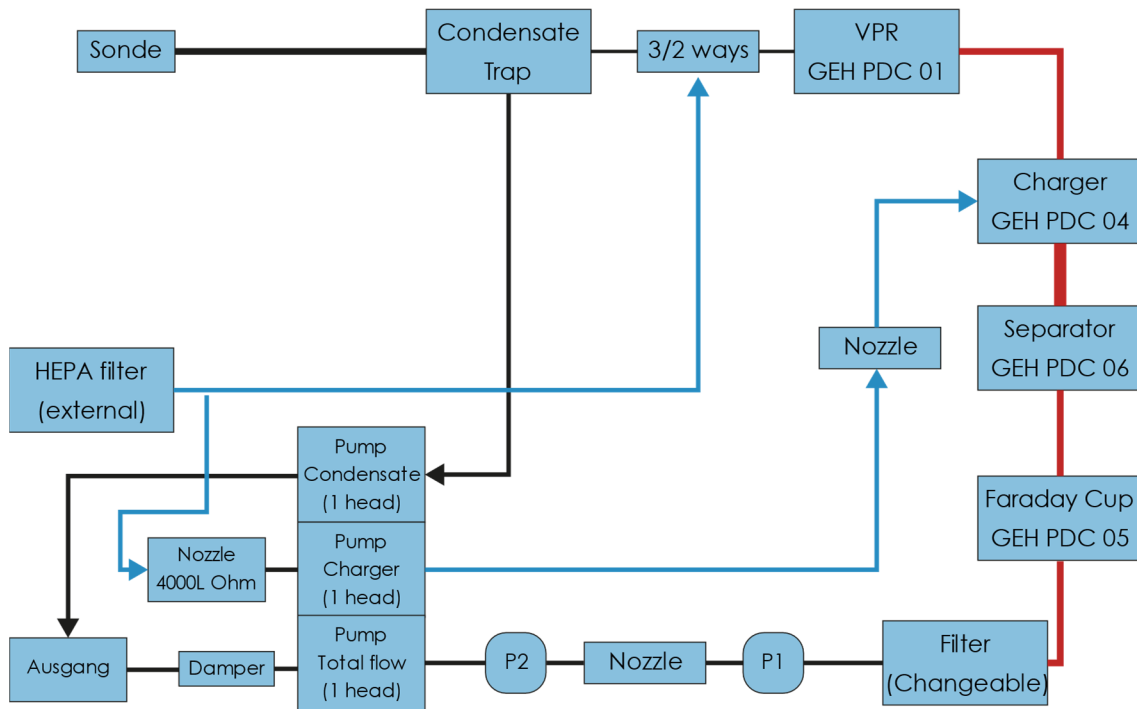 Sonde
Condensate
Trap
3/2 ways
VPR
GEH PDC 01
Charger
GEH PDC 04
Nozzle
Separator
GEH PDC 06
HEPA filter
(external)
Pump
Condensate
(1 head)
Faraday Cup
GEH PDC 05
Nozzle
4000L Ohm
Pump
Charger
(1 head)
Ausgang
Damper
Pump
Total flow
(1 head)
P2
Nozzle
P1
Filter
(Changeable)